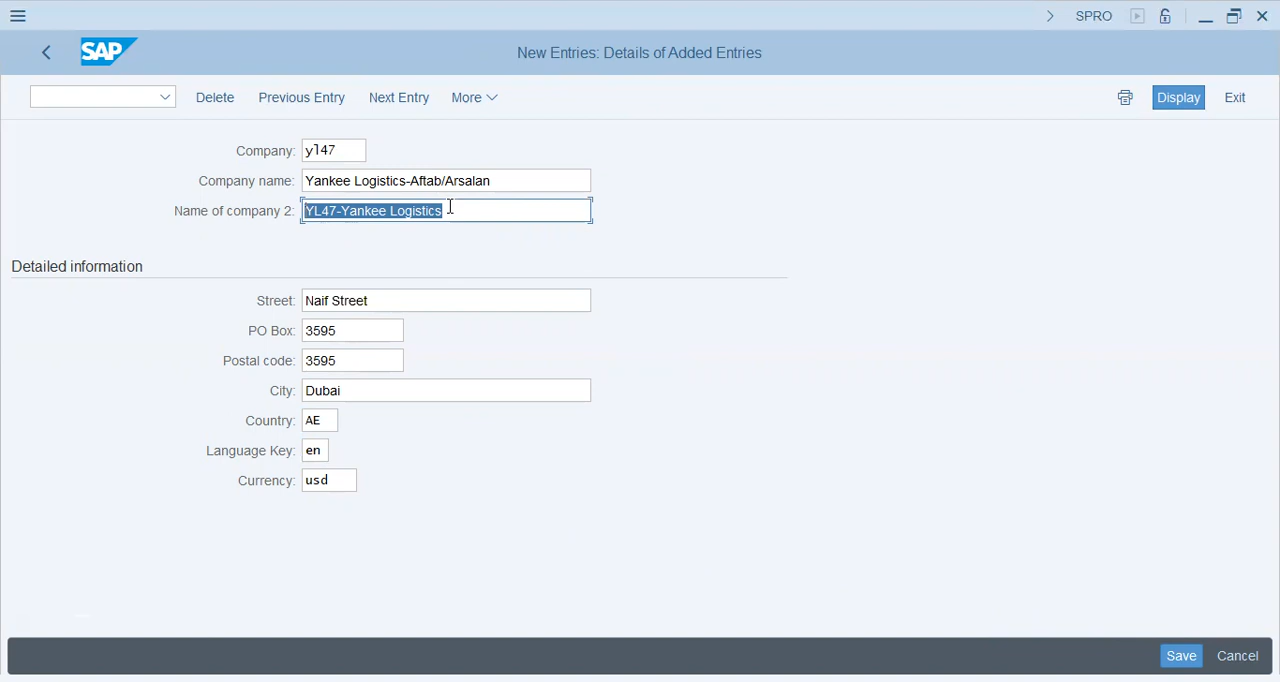 SPRO
SAP
New Entries: Details of Added Entries
Delete Previous Entry Next Entry More Display Exit
Company: yl47
Company name: Yankee Logistics-Aftab/Arsalan
Name of company 2: YL47-Yankee Logistics
Detailed information
Street: Naif Street
PO Box: 3595
Postal code: 3595
City: Dubai
Country: AE
Language Key: en
Currency: usd
Save Cancel